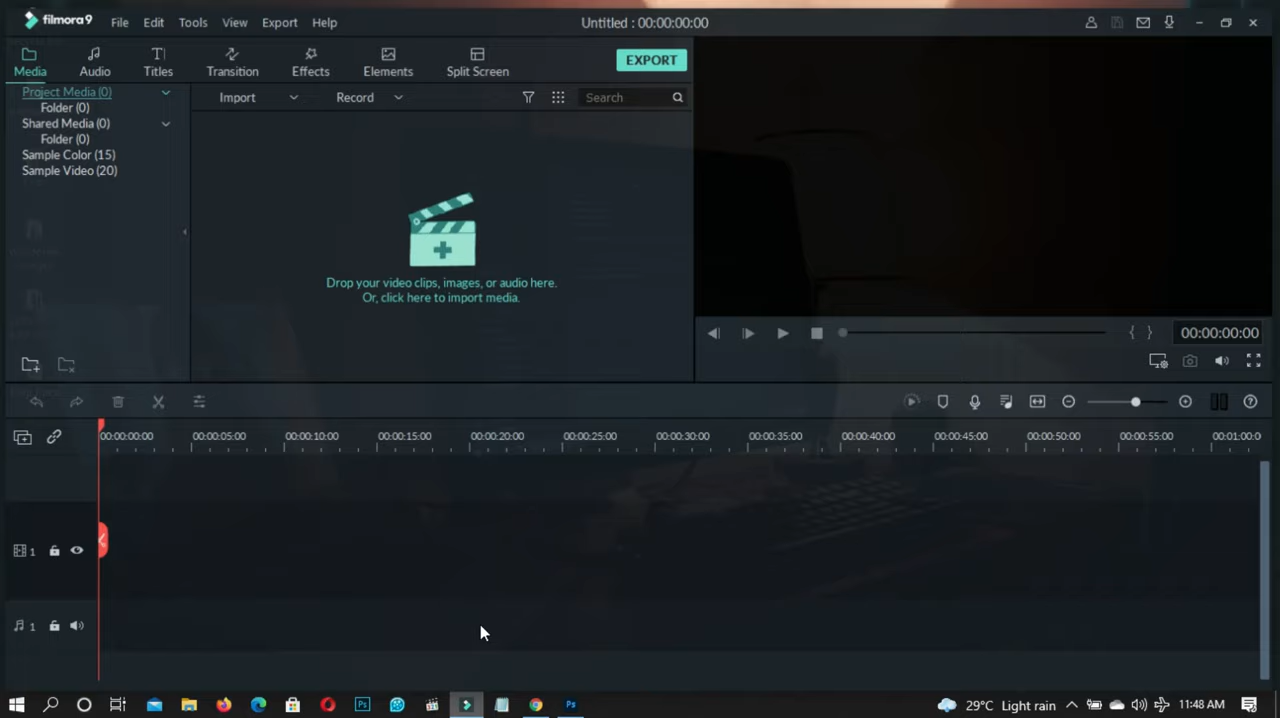 filmora9 File Edit Tools View Export Help Untitled : 00:00:00:00
Media Audio Titles Transition Effects Elements Split Screen EXPORT
Project Media (0) Import Record Search
Folder (0)
Shared Media (0)
Folder (0)
Sample Color (15)
Sample Video (20)
Drop your video clips, images, or audio here.
Or, click here to import media.
00:00:00:00
00:00:00:00 00:00:05:00 00:00:10:00 00:00:15:00 00:00:20:00 00:00:25:00 00:00:30:00 00:00:35:00 00:00:40:00 00:00:45:00 00:00:50:00 00:00:55:00 00:01:00:0
1
1
Ps Ps 29°C Light rain 11:48 AM